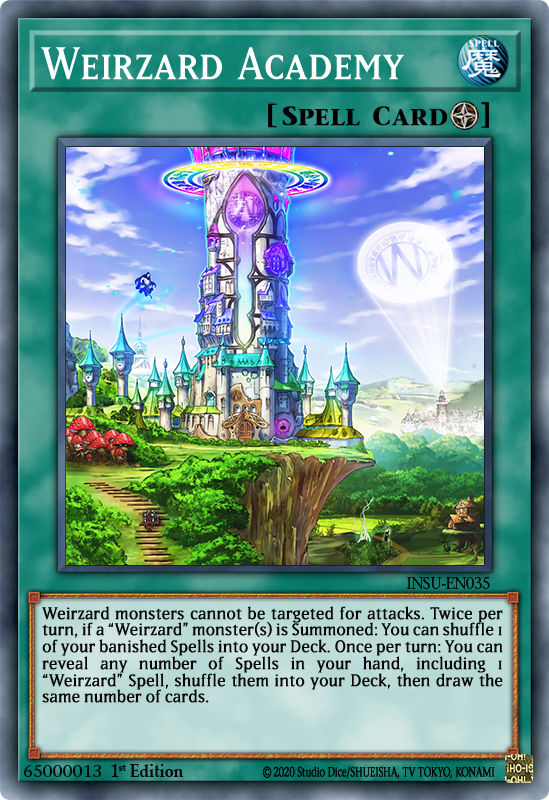 WEIRZARD ACADEMY
SPELL
魔
[SPELL CARD]
W
W
INSU-EN035
Weirzard monsters cannot be targeted for attacks. Twice per
turn, if a “Weirzard” monster(s) is Summoned: You can shuffle 1
of your banished Spells into your Deck. Once per turn: You can
reveal any number of Spells in your hand, including 1
“Weirzard” Spell, shuffle them into your Deck, then draw the
same number of cards.
65000013 1st Edition
©2020 Studio Dice/SHUEISHA, TV TOKYO, KONAMI